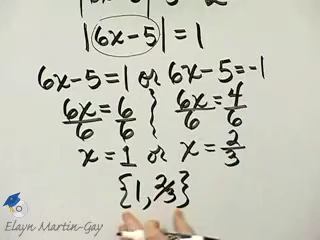 |6x-5| = 1
6x-5=1 or 6x-5=-1
6x/6 = 6/6 } 6x/6 = 4/6
x = 1 or x = 2/3
{1, 2/3}
Elayn Martin-Gay